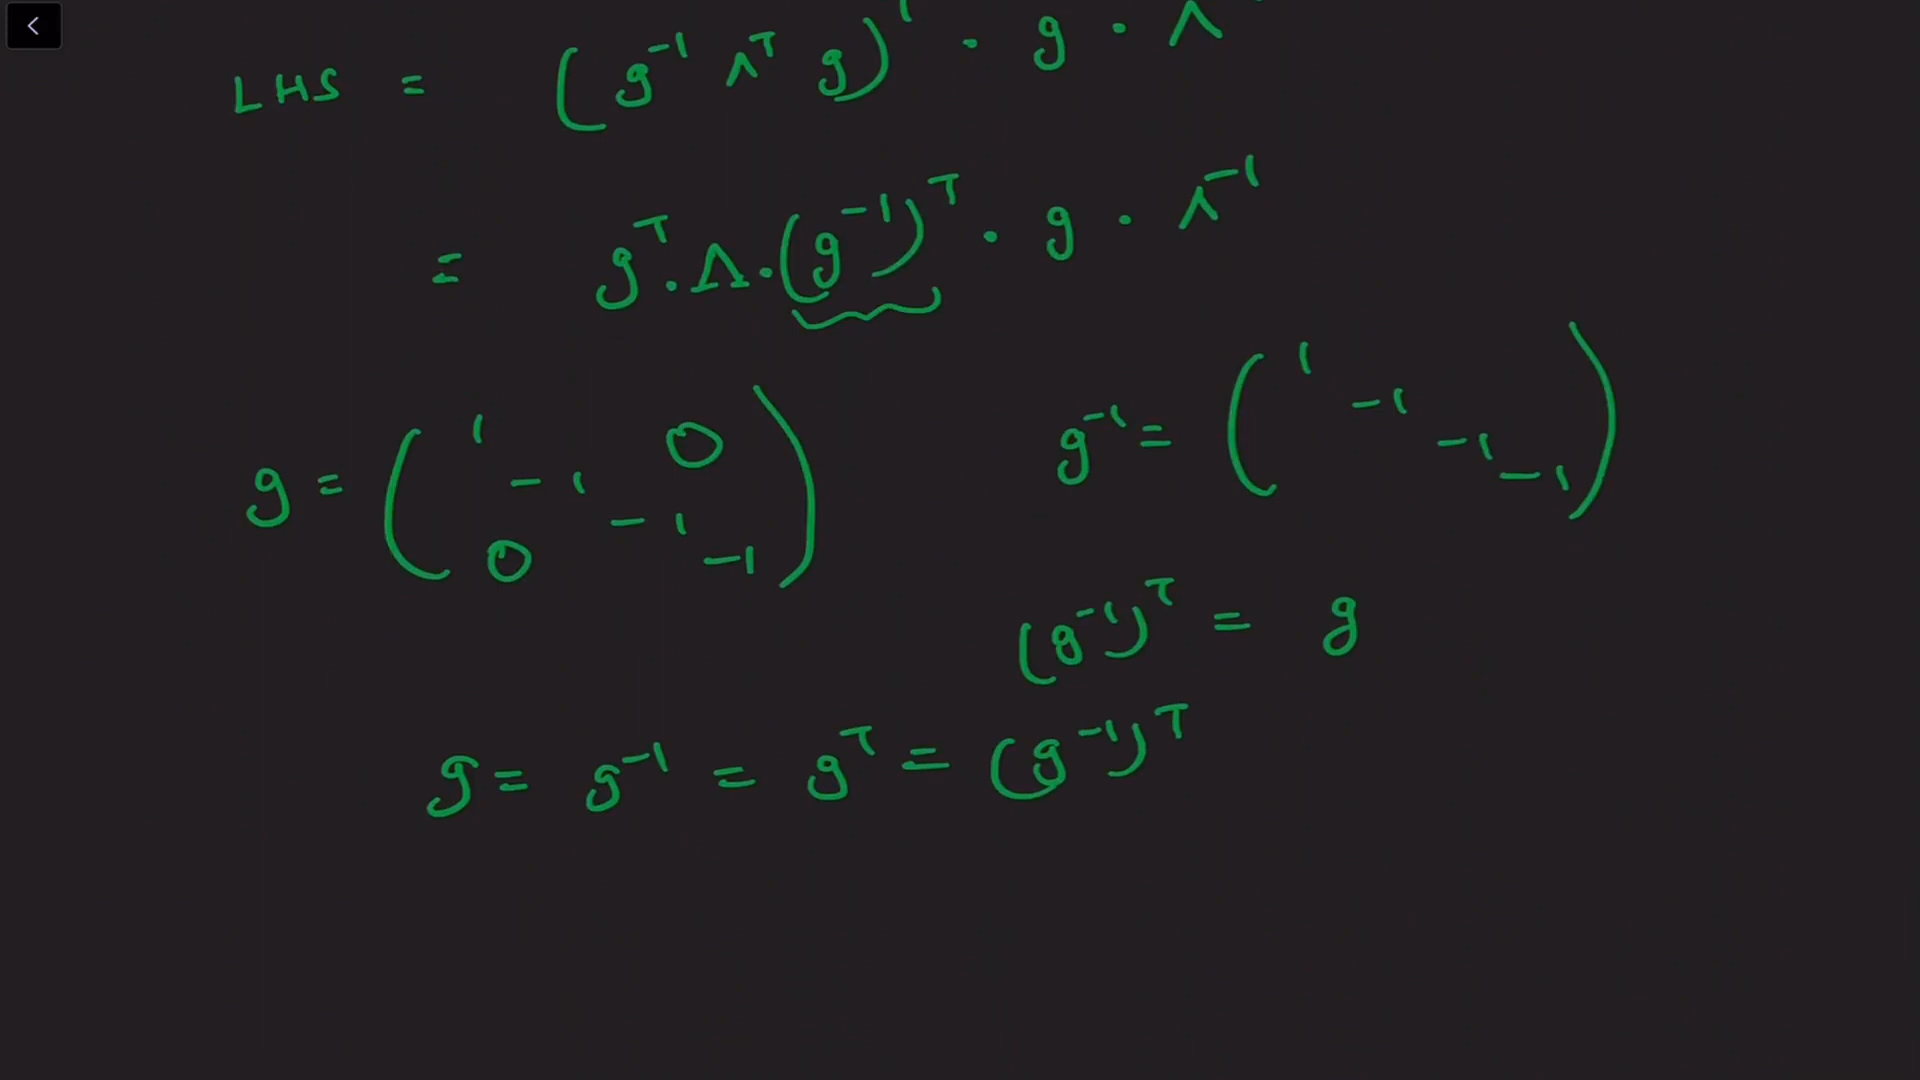 LHS = (g⁻¹ Λᵀ g)ᵀ · g · Λ
= gᵀ · Λ · (g⁻¹)ᵀ · g · Λ⁻¹
g = ( 1 -1 -1 -1 0 0 )
g⁻¹ = ( 1 -1 -1 -1 )
(g⁻¹)ᵀ = g
g = g⁻¹ = gᵀ = (g⁻¹)ᵀ